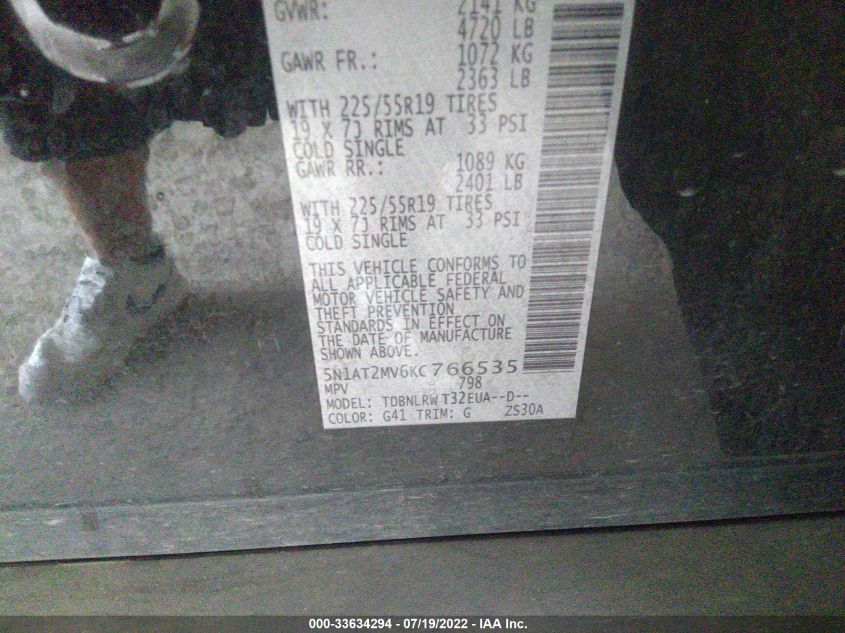 GVWR: 2141 KG
4720 LB
GAWR FR.: 1072 KG
2363 LB
WITH 225/55R19 TIRES
19 X 7J RIMS AT 33 PSI
COLD SINGLE
GAWR RR.: 1089 KG
2401 LB
WITH 225/55R19 TIRES
19 X 7J RIMS AT 33 PSI
COLD SINGLE
THIS VEHICLE CONFORMS TO
ALL APPLICABLE FEDERAL
MOTOR VEHICLE SAFETY AND
THEFT PREVENTION
STANDARDS IN EFFECT ON
THE DATE OF MANUFACTURE
SHOWN ABOVE.
5N1AT2MV6KC766535
MPV 798
MODEL: TDBNLRWT32EUA--D--
COLOR: G41 TRIM: G ZS30A
000-33634294 - 07/19/2022 - IAA Inc.